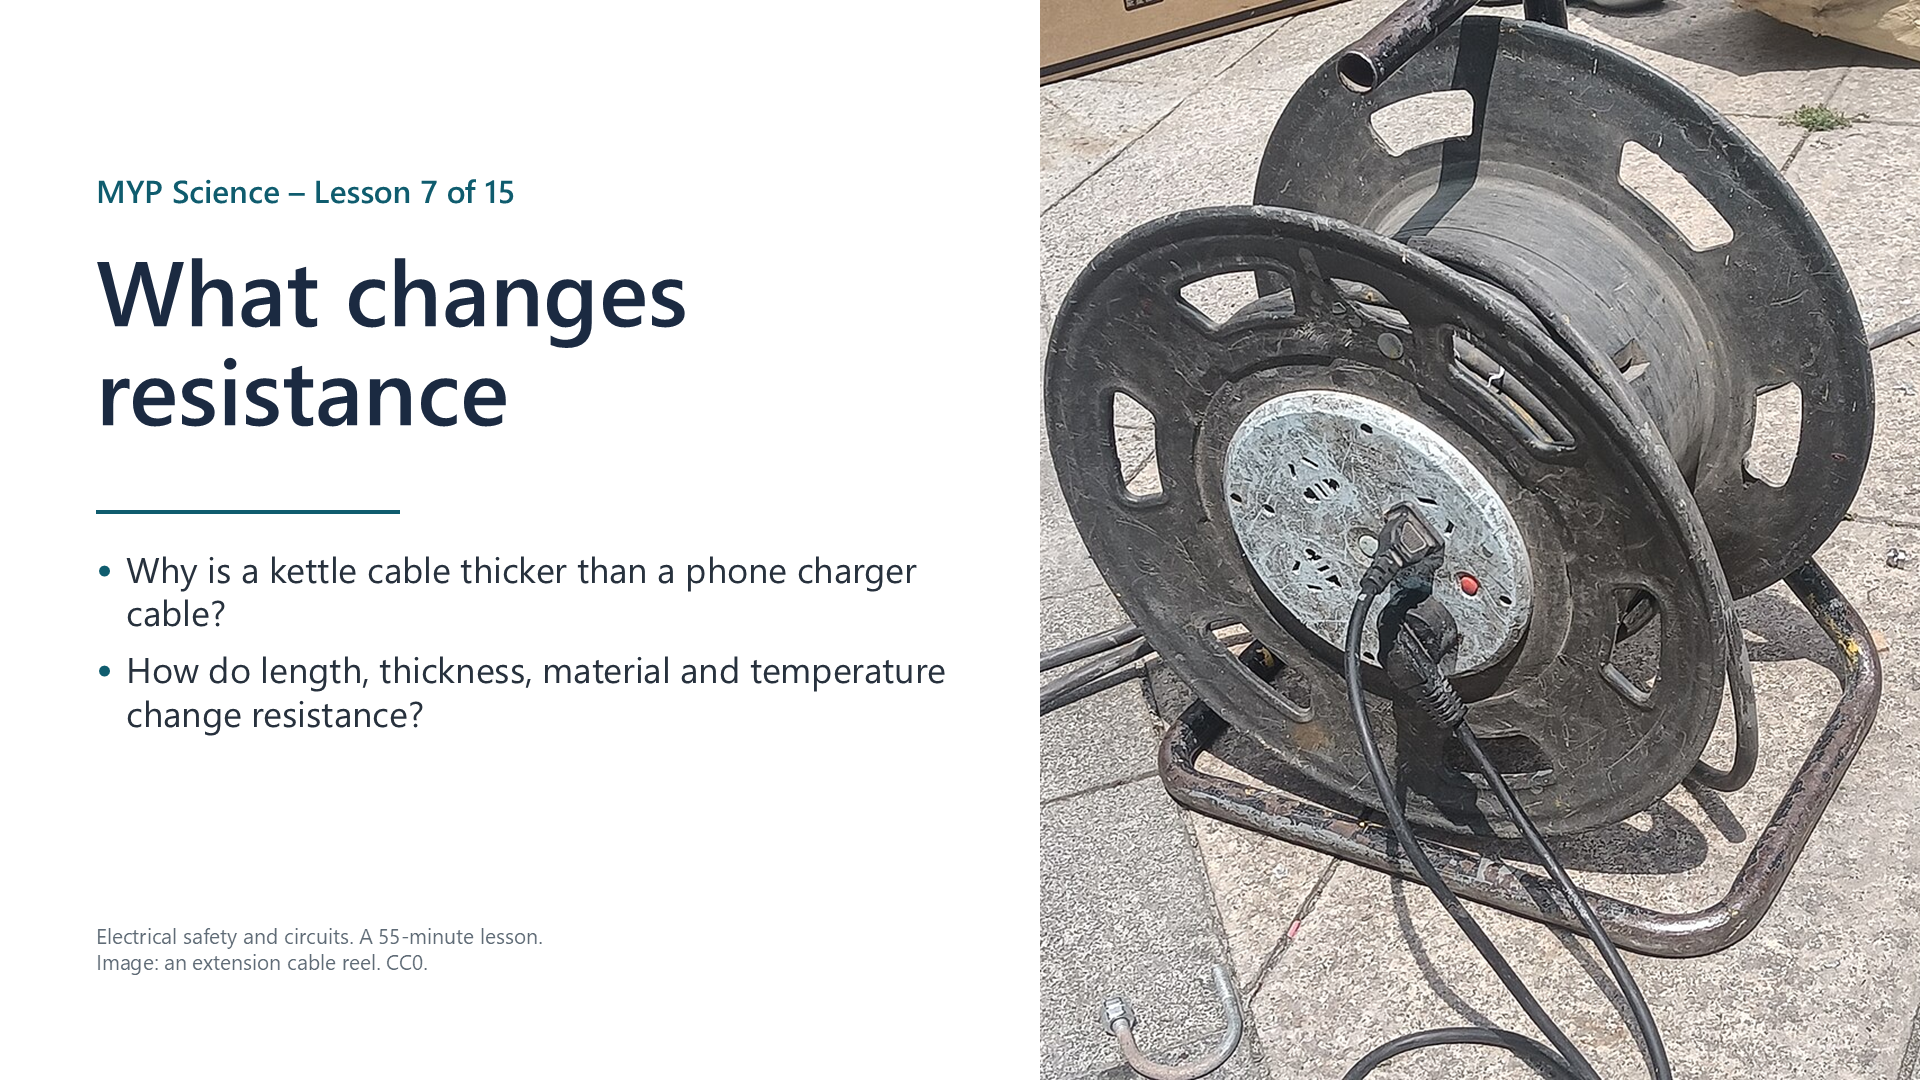 MYP Science – Lesson 7 of 15
What changes
resistance
• Why is a kettle cable thicker than a phone charger
cable?
• How do length, thickness, material and temperature
change resistance?
Electrical safety and circuits. A 55-minute lesson.
Image: an extension cable reel. CC0.